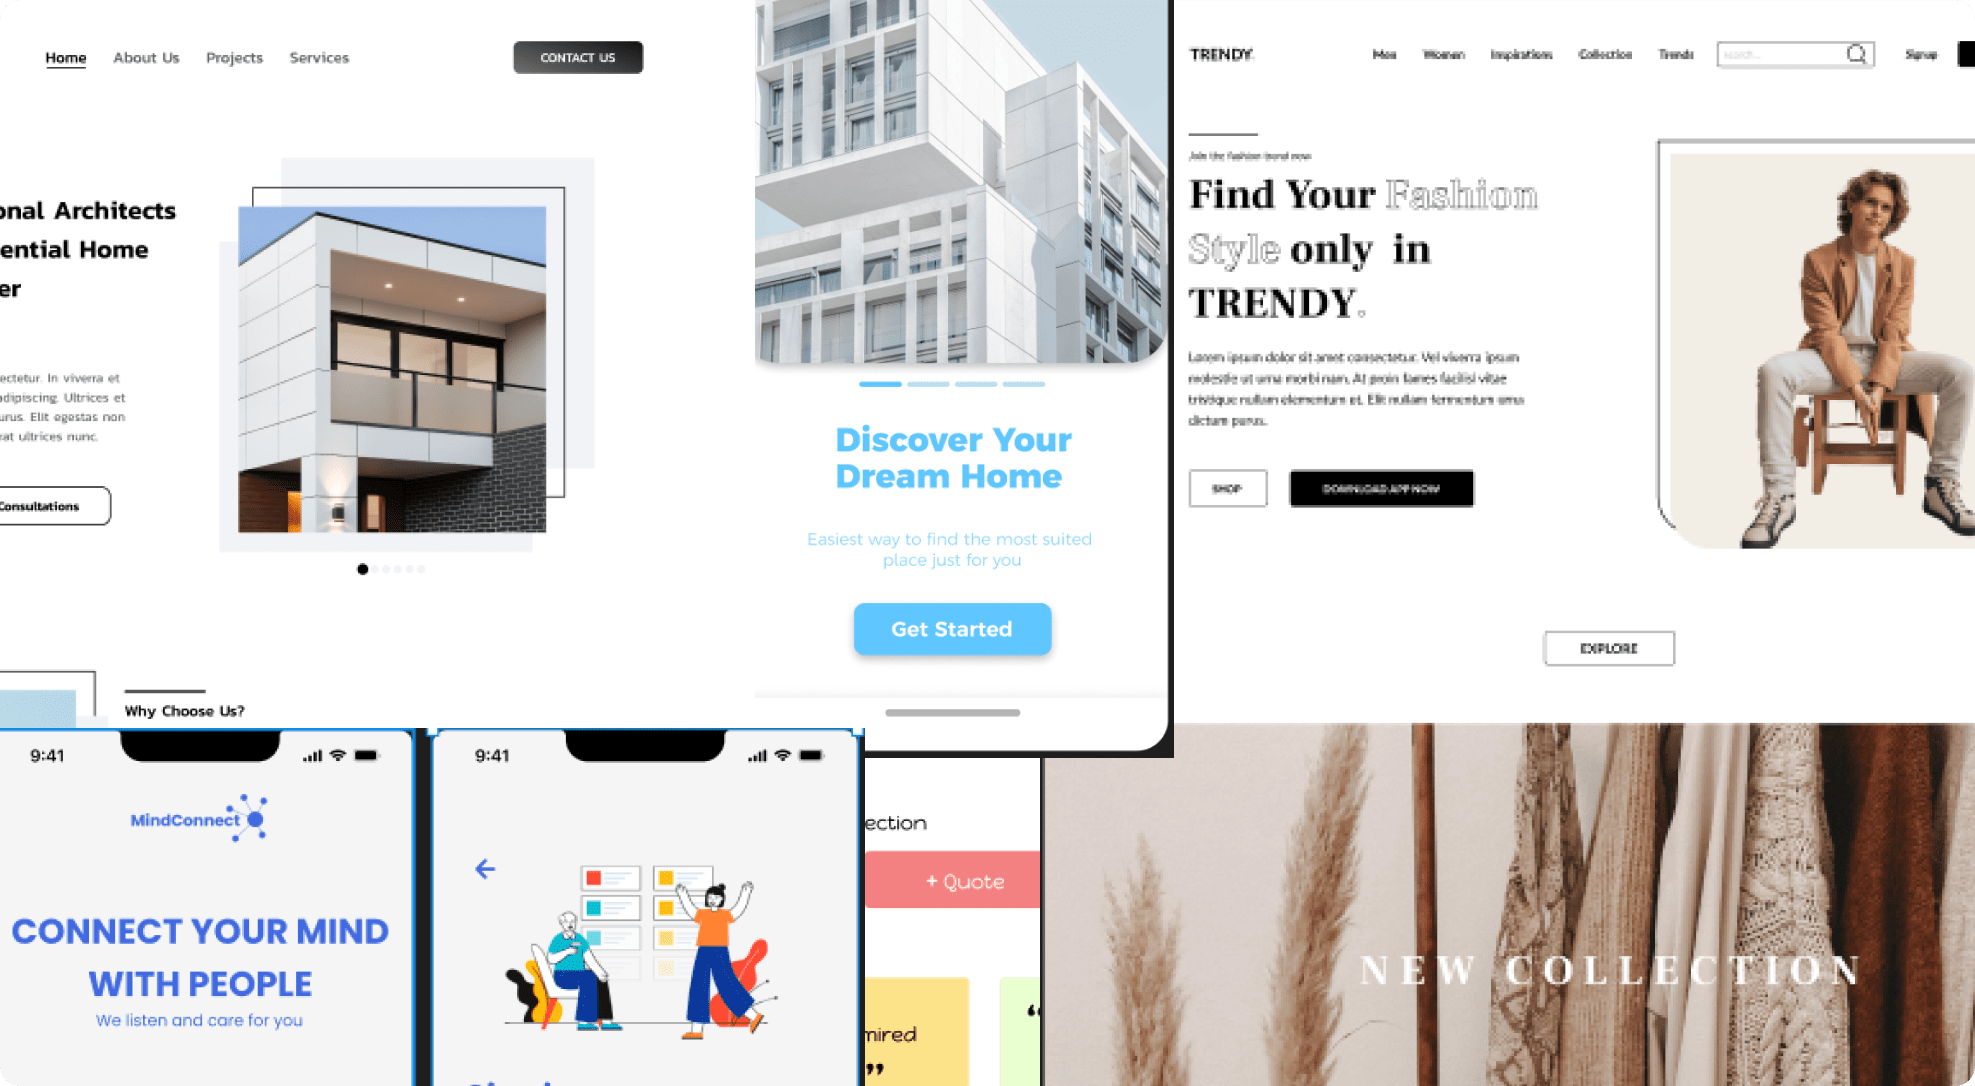 Home About Us Projects Services CONTACT US
onal Architects
ential Home
er
ectetur. In viverra et
adipiscing. Ultrices et
urus. Elit egestas non
rat ultrices nunc.
Consultations
Why Choose Us?
Discover Your
Dream Home
Easiest way to find the most suited
place just for you
Get Started
TRENDY. Men Women Inspirations Collection Trends search... Signup
Join the fashion trend now
Find Your Fashion
Style only in
TRENDY.
Lorem ipsum dolor sit amet consectetur. Vel viverra ipsum
molestie ut urna morbi nam. At proin fames facilisi vitae
tristique nullam elementum et. Elit nullam fermentum urna
dictum purus.
SHOP DOWNLOAD APP NOW
EXPLORE
9:41
MindConnect
CONNECT YOUR MIND
WITH PEOPLE
We listen and care for you
9:41
ection
+ Quote
mired
”
“
NEW COLLECTION